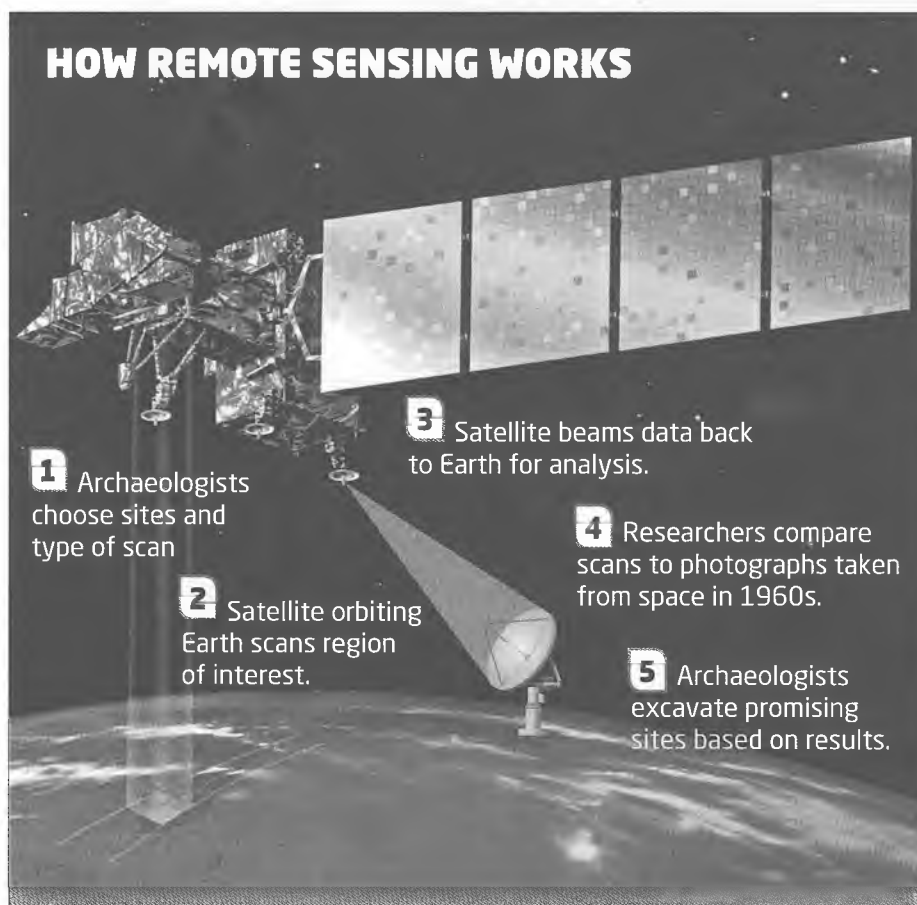 HOW REMOTE SENSING WORKS
1 Archaeologists
choose sites and
type of scan
2 Satellite orbiting
Earth scans region
of interest.
3 Satellite beams data back
to Earth for analysis.
4 Researchers compare
scans to photographs taken
from space in 1960s.
5 Archaeologists
excavate promising
sites based on results.